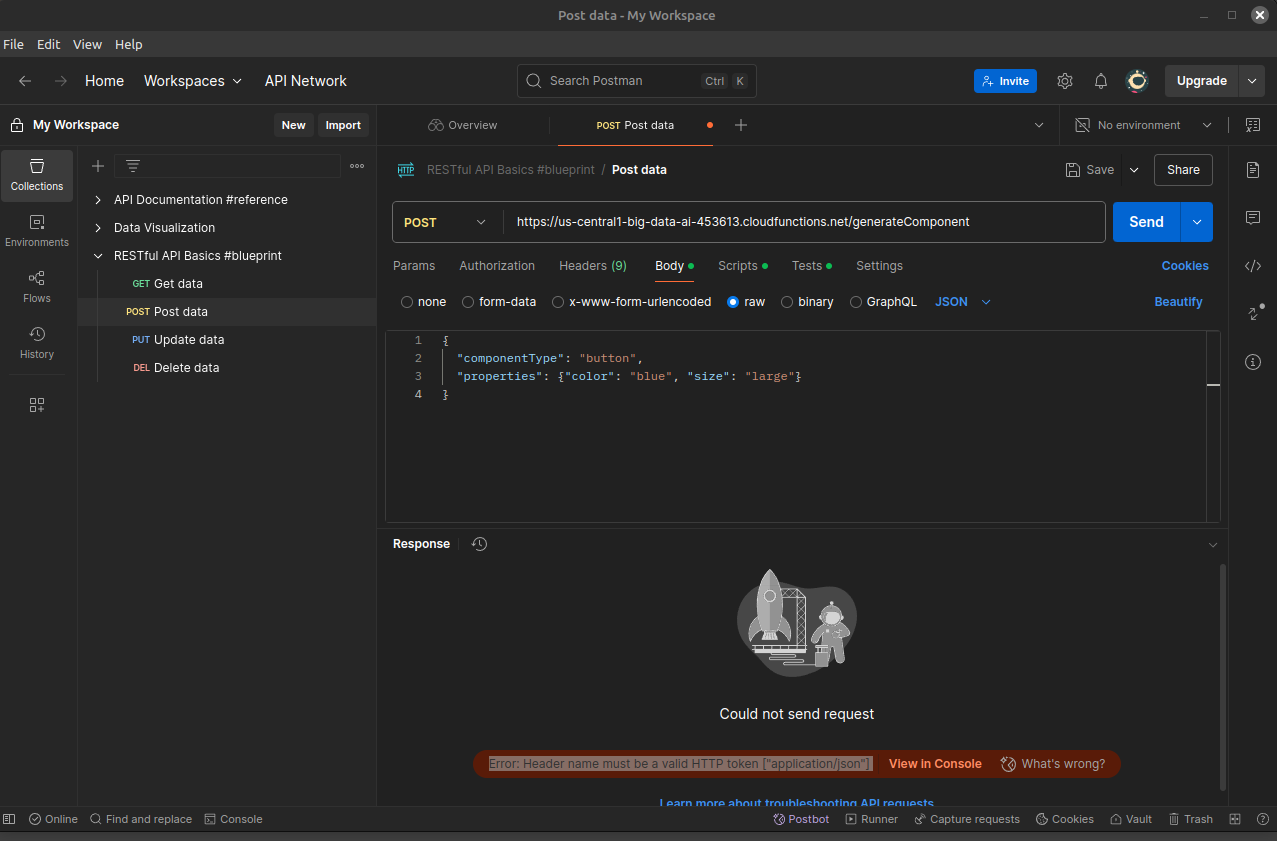 Post data - My Workspace
File Edit View Help
Home Workspaces API Network
Search Postman Ctrl K
Invite
Upgrade
My Workspace
New Import
Overview
POST Post data
No environment
Collections
Environments
Flows
History
API Documentation #reference
Data Visualization
RESTful API Basics #blueprint
GET Get data
POST Post data
PUT Update data
DEL Delete data
HTTP RESTful API Basics #blueprint / Post data
Save Share
POST https://us-central1-big-data-ai-453613.cloudfunctions.net/generateComponent Send
Params Authorization Headers (9) Body Scripts Tests Settings Cookies
none form-data x-www-form-urlencoded raw binary GraphQL JSON Beautify
1 {
2 "componentType": "button",
3 "properties": {"color": "blue", "size": "large"}
4 }
Response
Could not send request
Error: Header name must be a valid HTTP token ["application/json"] View in Console What's wrong?
Learn more about troubleshooting API requests
Online Find and replace Console Postbot Runner Capture requests Cookies Vault Trash